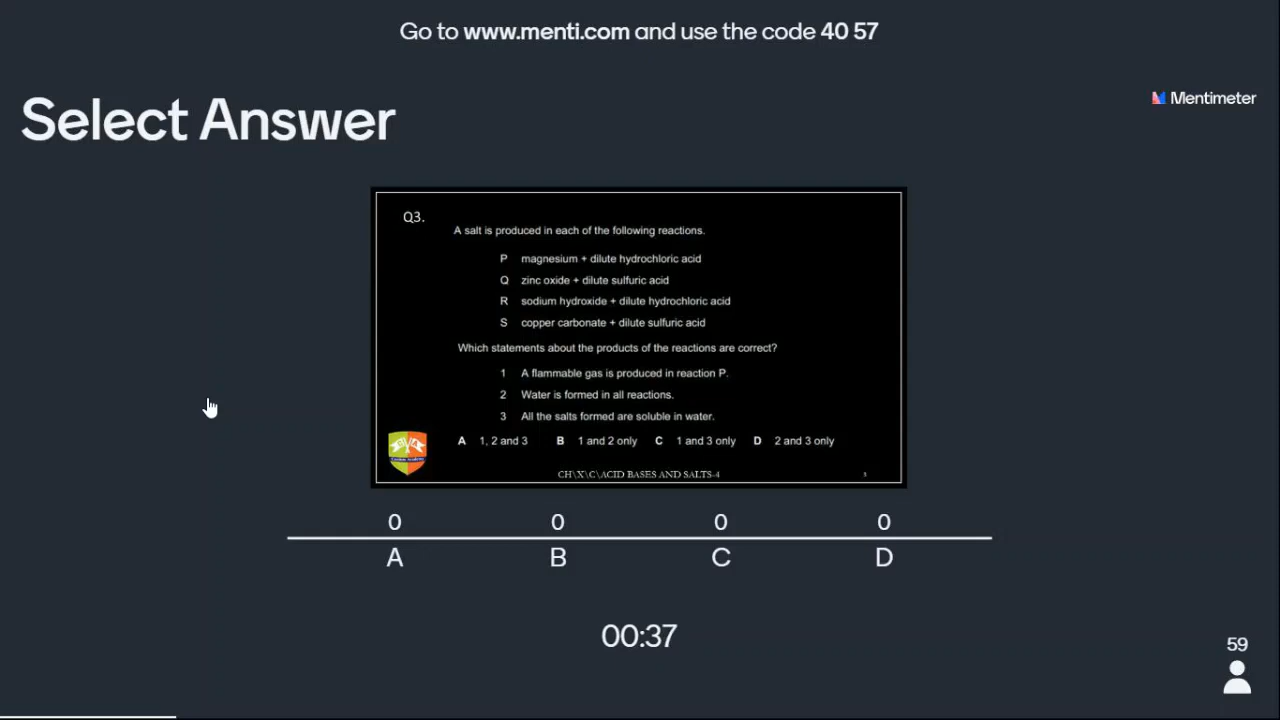 Go to www.menti.com and use the code 40 57
Mentimeter
Select Answer
Q3.
A salt is produced in each of the following reactions.
P magnesium + dilute hydrochloric acid
Q zinc oxide + dilute sulfuric acid
R sodium hydroxide + dilute hydrochloric acid
S copper carbonate + dilute sulfuric acid
Which statements about the products of the reactions are correct?
1 A flammable gas is produced in reaction P.
2 Water is formed in all reactions.
3 All the salts formed are soluble in water.
A 1, 2 and 3 B 1 and 2 only C 1 and 3 only D 2 and 3 only
CH\X\C\ACID BASES AND SALTS-4
3
0 0 0 0
A B C D
00:37
59